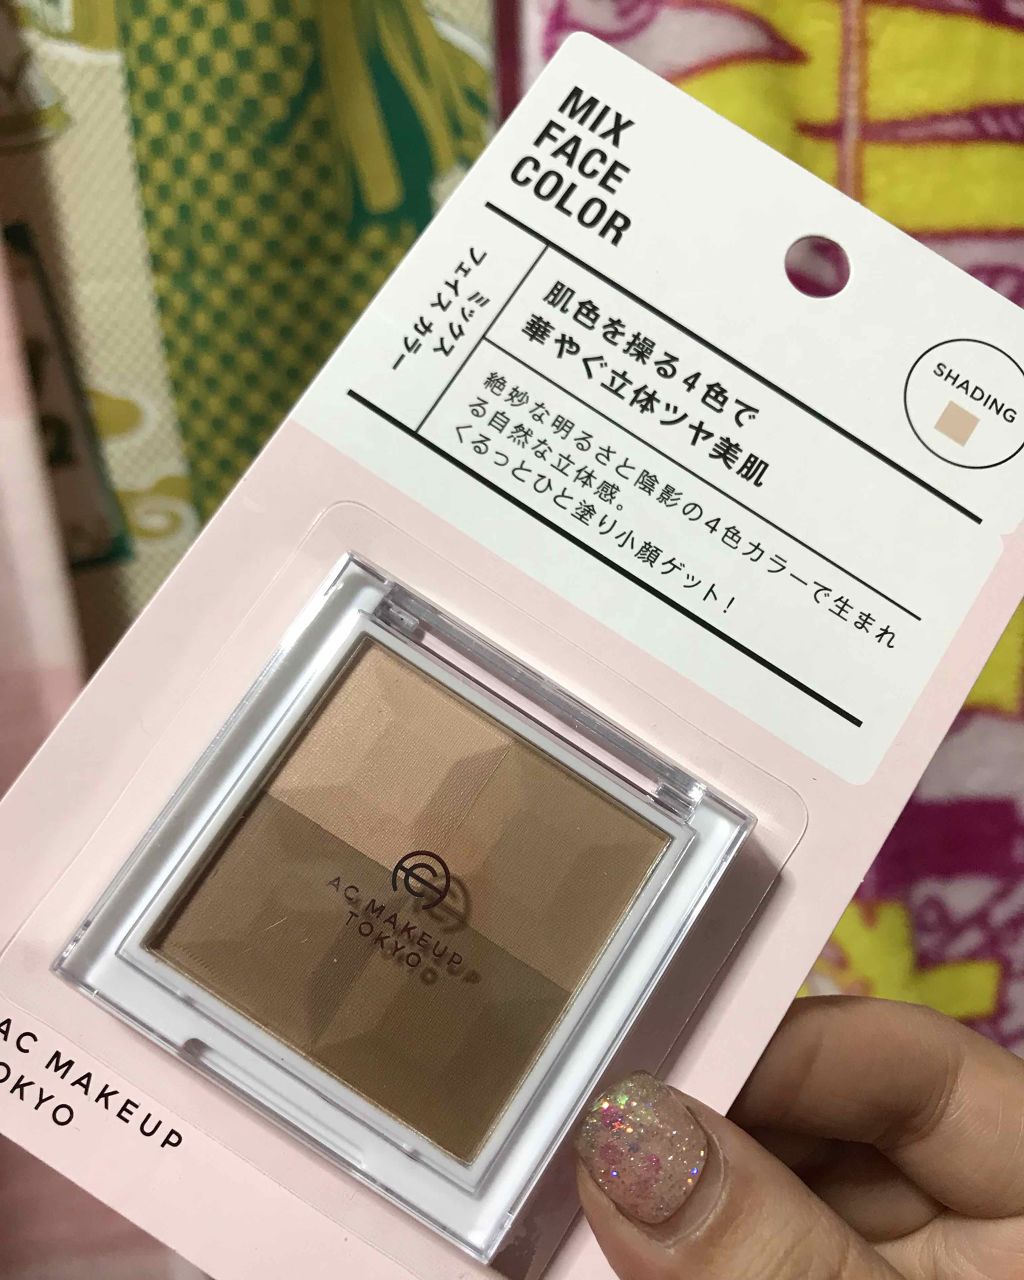 MIX
FACE
COLOR
ミックス
フェイス カラー
肌色を操る4色で
華やぐ立体ツヤ美肌
絶妙な明るさと陰影の4色カラーで生まれ
る自然な立体感。
くるっとひと塗り小顔ゲット!
SHADING
AC MAKEUP
TOKYO
AC MAKEUP
TOKYO